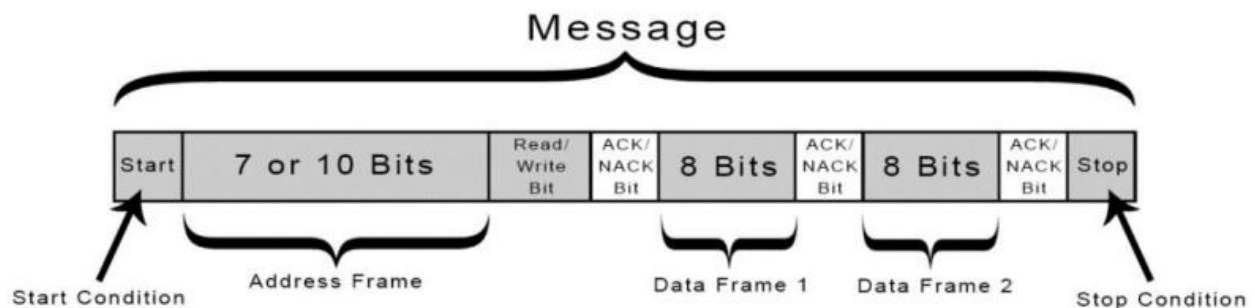 Message
Start
7 or 10 Bits
Read/
Write
Bit
ACK/
NACK
Bit
8 Bits
ACK/
NACK
Bit
8 Bits
ACK/
NACK
Bit
Stop
Address Frame
Data Frame 1
Data Frame 2
Start Condition
Stop Condition